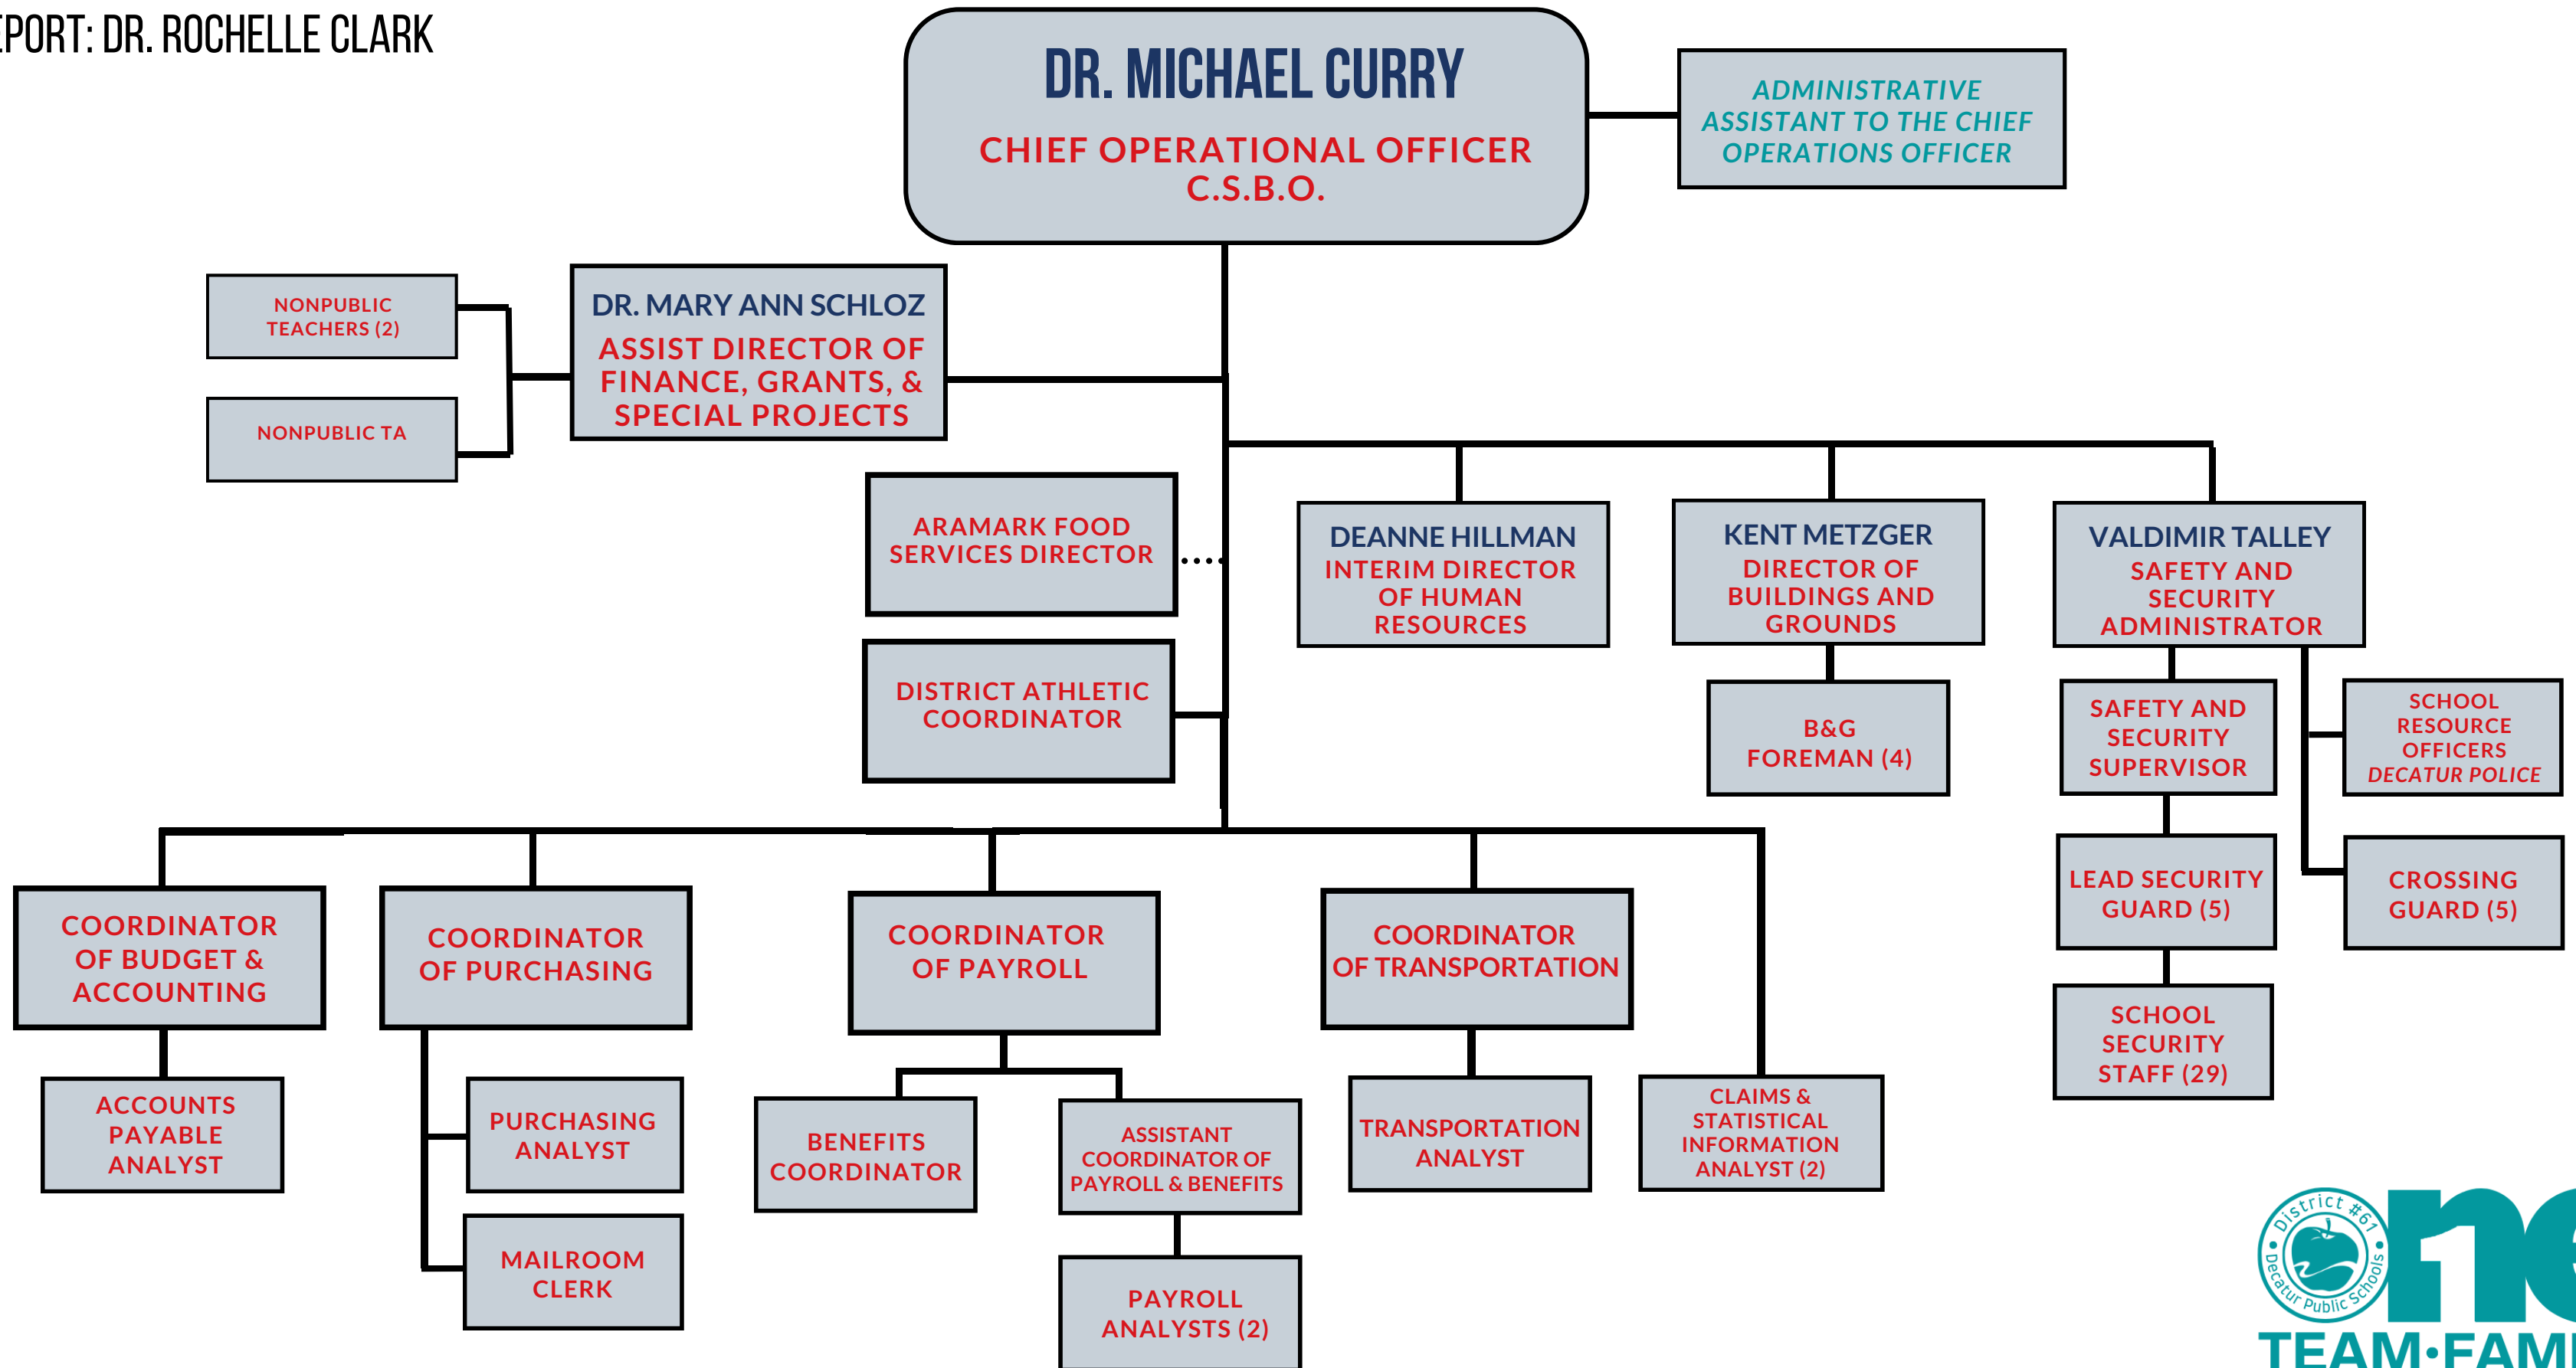 REPORT: DR. ROCHELLE CLARK
DR. MICHAEL CURRY
CHIEF OPERATIONAL OFFICER
C.S.B.O.
ADMINISTRATIVE
ASSISTANT TO THE CHIEF
OPERATIONS OFFICER
NONPUBLIC
TEACHERS (2)
NONPUBLIC TA
DR. MARY ANN SCHLOZ
ASSIST DIRECTOR OF
FINANCE, GRANTS, &
SPECIAL PROJECTS
ARAMARK FOOD
SERVICES DIRECTOR
DISTRICT ATHLETIC
COORDINATOR
DEANNE HILLMAN
INTERIM DIRECTOR
OF HUMAN
RESOURCES
KENT METZGER
DIRECTOR OF
BUILDINGS AND
GROUNDS
B&G
FOREMAN (4)
VALDIMIR TALLEY
SAFETY AND
SECURITY
ADMINISTRATOR
SAFETY AND
SECURITY
SUPERVISOR
SCHOOL
RESOURCE
OFFICERS
DECATUR POLICE
LEAD SECURITY
GUARD (5)
CROSSING
GUARD (5)
SCHOOL
SECURITY
STAFF (29)
COORDINATOR
OF BUDGET &
ACCOUNTING
ACCOUNTS
PAYABLE
ANALYST
COORDINATOR
OF PURCHASING
PURCHASING
ANALYST
MAILROOM
CLERK
COORDINATOR
OF PAYROLL
BENEFITS
COORDINATOR
ASSISTANT
COORDINATOR OF
PAYROLL & BENEFITS
PAYROLL
ANALYSTS (2)
COORDINATOR
OF TRANSPORTATION
TRANSPORTATION
ANALYST
CLAIMS &
STATISTICAL
INFORMATION
ANALYST (2)
District #61
Decatur Public Schools
one
1
TEAM•FAM